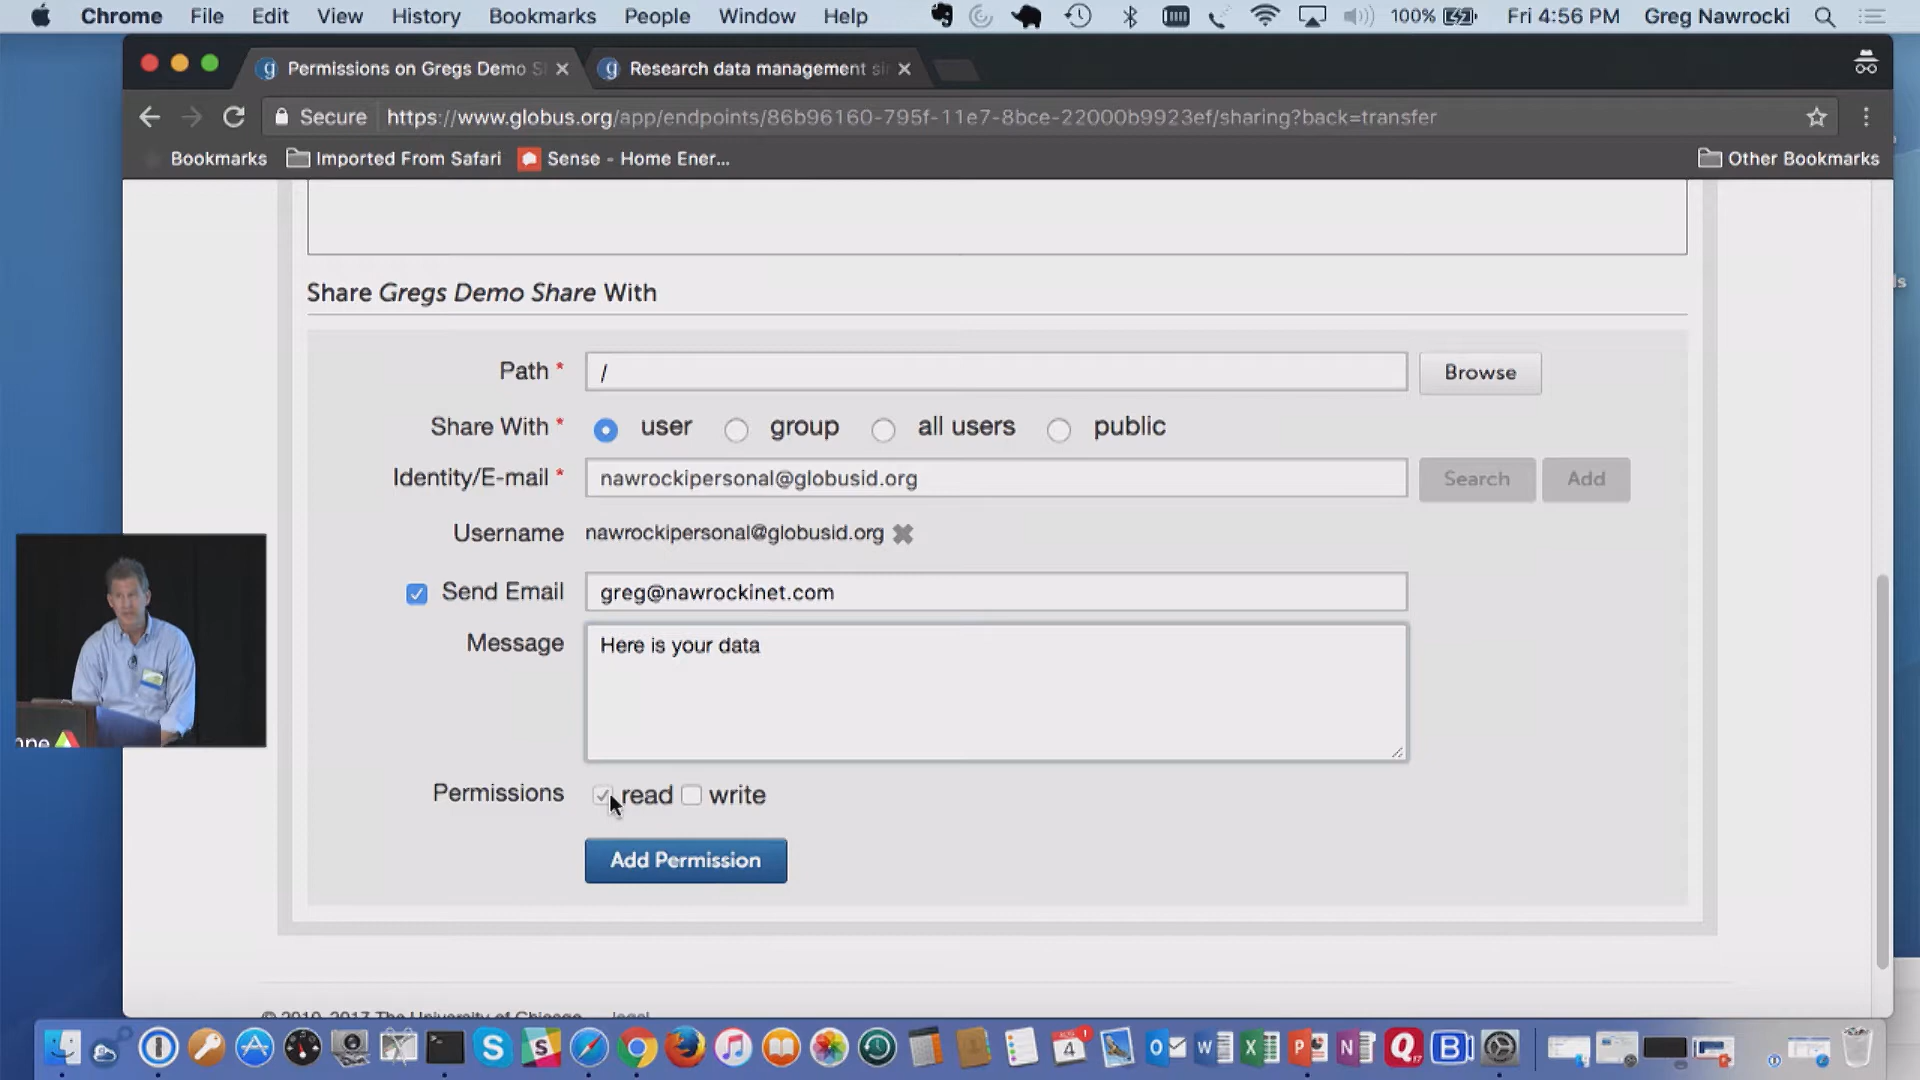 Chrome File Edit View History Bookmarks People Window Help 100% Fri 4:56 PM Greg Nawrocki
Permissions on Gregs Demo S
Research data management si
Secure https://www.globus.org/app/endpoints/86b96160-795f-11e7-8bce-22000b9923ef/sharing?back=transfer
Bookmarks Imported From Safari Sense - Home Ener... Other Bookmarks
Share Gregs Demo Share With
Path * / Browse
Share With * user group all users public
Identity/E-mail * nawrockipersonal@globusid.org Search Add
Username nawrockipersonal@globusid.org
Send Email greg@nawrockinet.com
Message Here is your data
Permissions read write
Add Permission